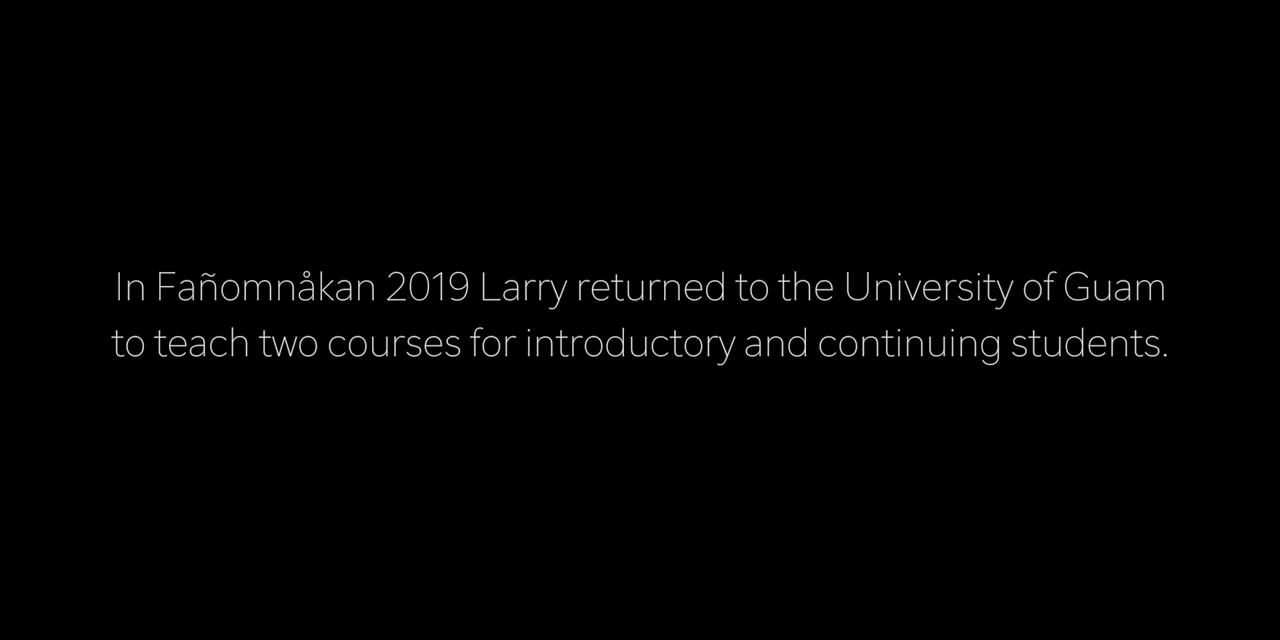 In Fañomnåkan 2019 Larry returned to the University of Guam
to teach two courses for introductory and continuing students.